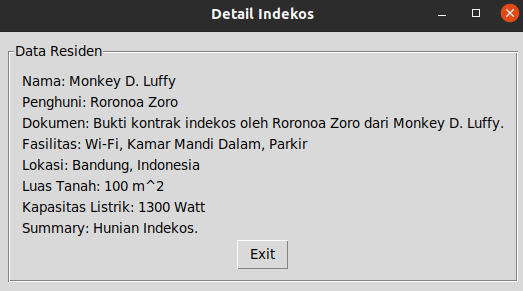 Detail Indekos
Data Residen
Nama: Monkey D. Luffy
Penghuni: Roronoa Zoro
Dokumen: Bukti kontrak indekos oleh Roronoa Zoro dari Monkey D. Luffy.
Fasilitas: Wi-Fi, Kamar Mandi Dalam, Parkir
Lokasi: Bandung, Indonesia
Luas Tanah: 100 m^2
Kapasitas Listrik: 1300 Watt
Summary: Hunian Indekos.
Exit